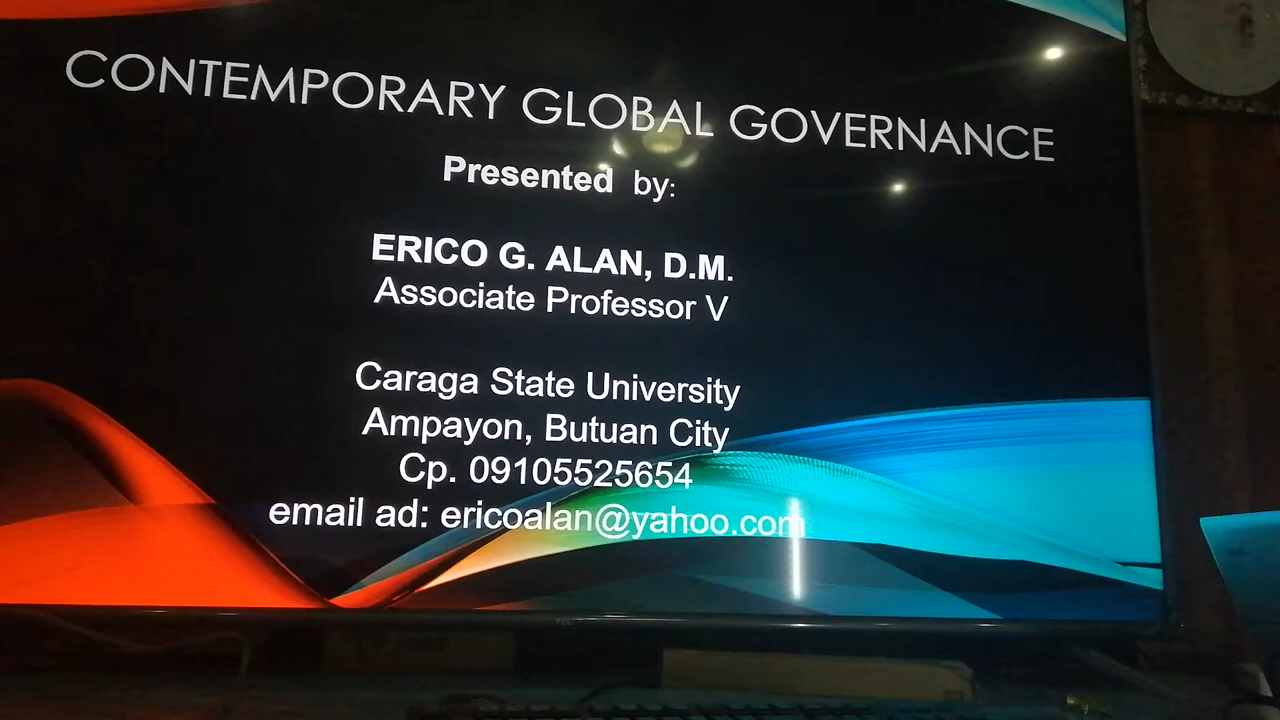 CONTEMPORARY GLOBAL GOVERNANCE
Presented by:
ERICO G. ALAN, D.M.
Associate Professor V
Caraga State University
Ampayon, Butuan City
Cp. 09105525654
email ad: ericoalan@yahoo.com